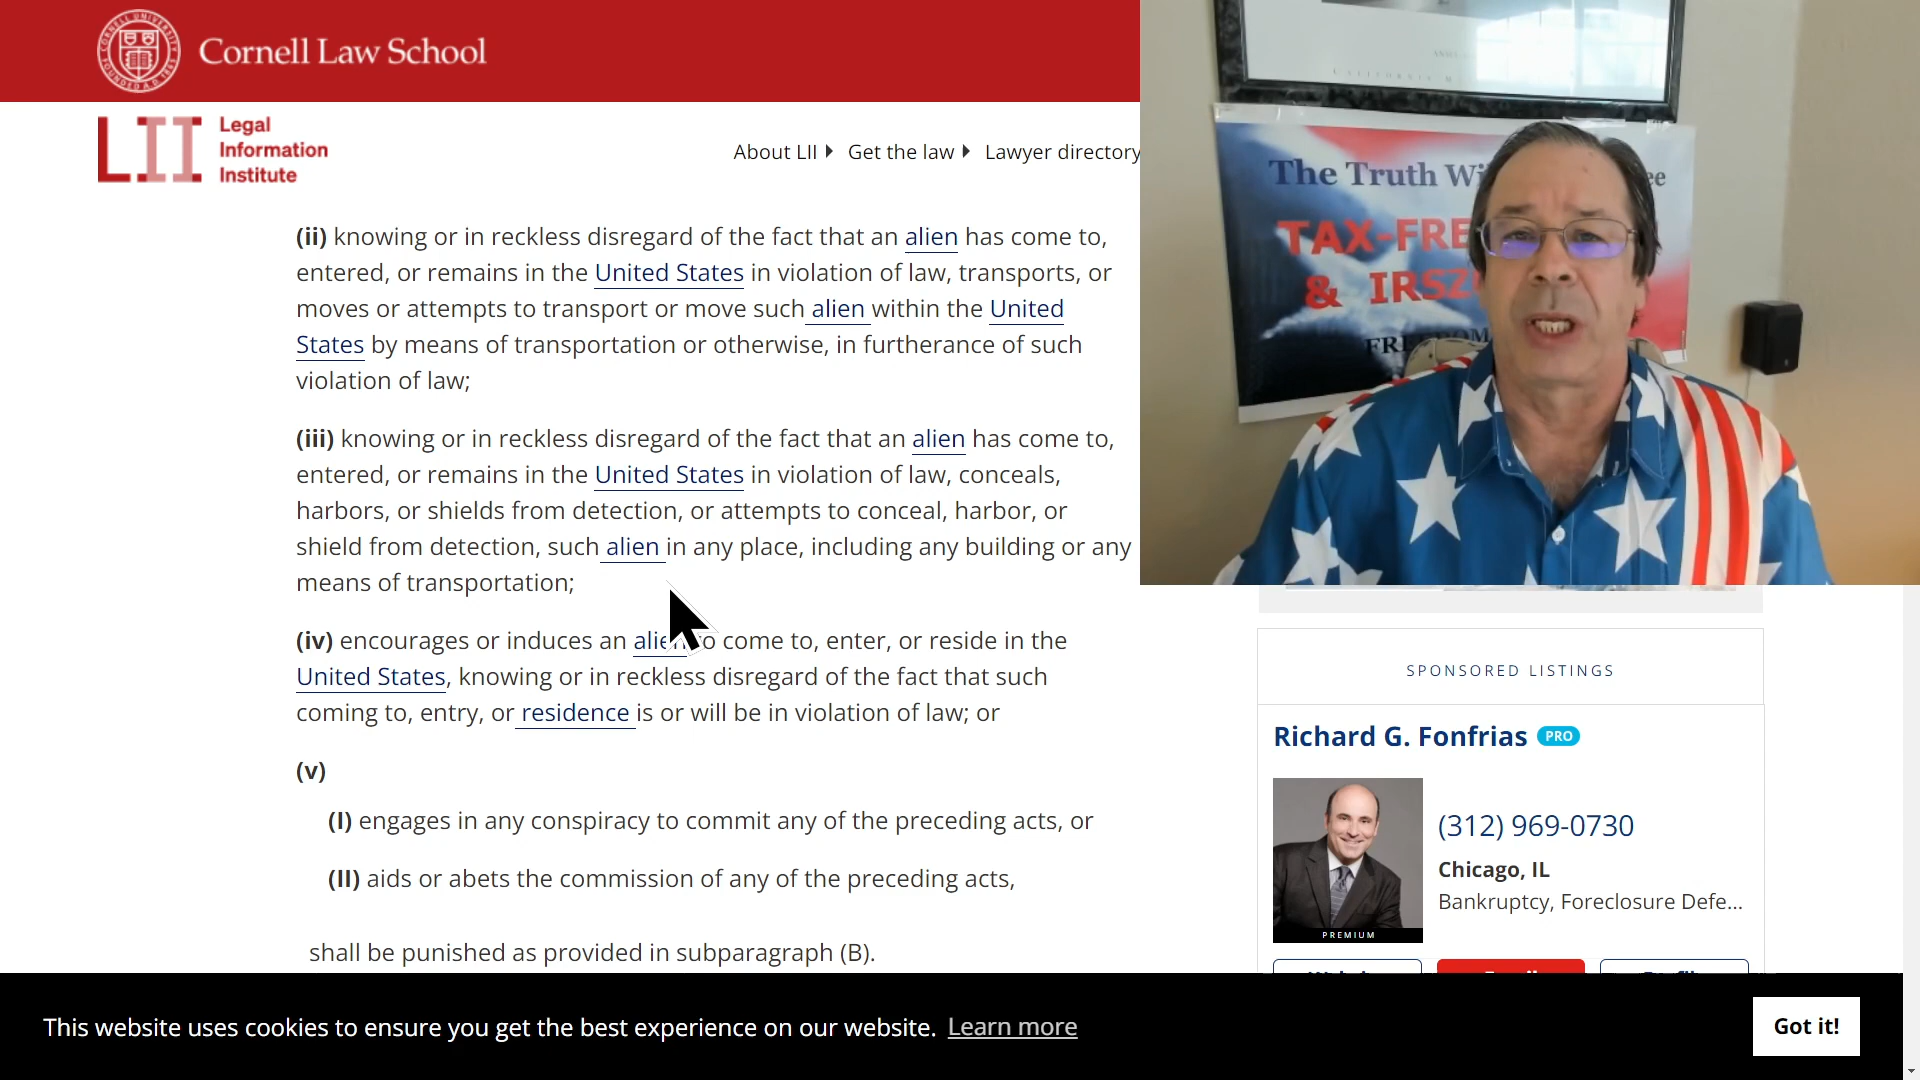 Cornell Law School
LII
Legal
Information
Institute
About LII
Get the law
Lawyer directory
(ii) knowing or in reckless disregard of the fact that an alien has come to,
entered, or remains in the United States in violation of law, transports, or
moves or attempts to transport or move such alien within the United
States by means of transportation or otherwise, in furtherance of such
violation of law;
(iii) knowing or in reckless disregard of the fact that an alien has come to,
entered, or remains in the United States in violation of law, conceals,
harbors, or shields from detection, or attempts to conceal, harbor, or
shield from detection, such alien in any place, including any building or any
means of transportation;
(iv) encourages or induces an alien to come to, enter, or reside in the
United States, knowing or in reckless disregard of the fact that such
coming to, entry, or residence is or will be in violation of law; or
(v)
(I) engages in any conspiracy to commit any of the preceding acts, or
(II) aids or abets the commission of any of the preceding acts,
shall be punished as provided in subparagraph (B).
The Truth
TAX-FRE
& IRSZ
SPONSORED LISTINGS
Richard G. Fonfrias PRO
PREMIUM
(312) 969-0730
Chicago, IL
Bankruptcy, Foreclosure Defe...
This website uses cookies to ensure you get the best experience on our website. Learn more
Got it!